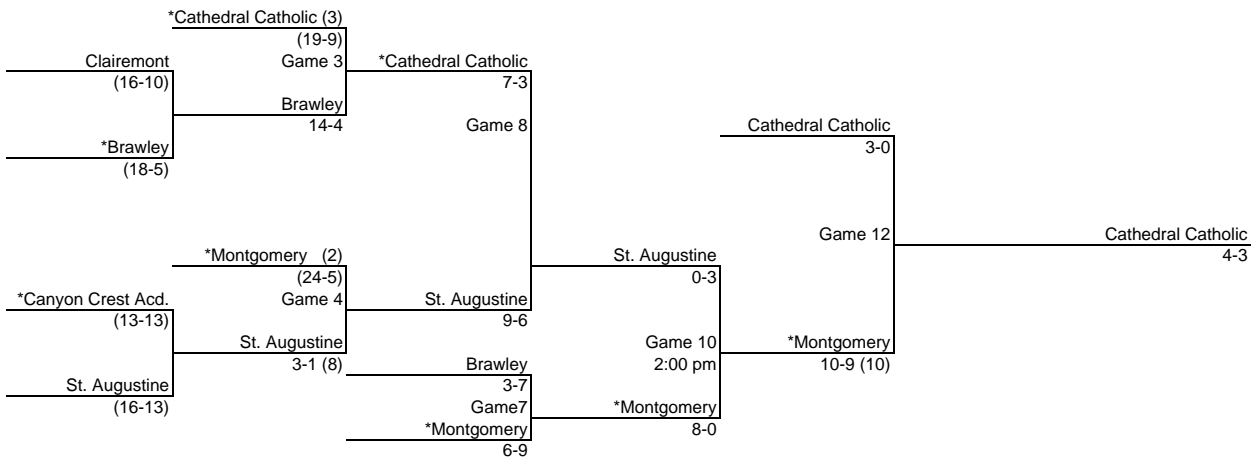 *Cathedral Catholic (3)
(19-9)
Clairemont
Game 3
*Cathedral Catholic
(16-10)
7-3
Brawley
14-4
Game 8
Cathedral Catholic
3-0
*Brawley
(18-5)
Game 12
Cathedral Catholic
4-3
*Montgomery (2)
(24-5)
St. Augustine
0-3
*Canyon Crest Acd.
Game 4
St. Augustine
(13-13)
9-6
St. Augustine
3-1 (8)
Game 10
2:00 pm
*Montgomery
10-9 (10)
Brawley
3-7
St. Augustine
(16-13)
Game7
*Montgomery
8-0
*Montgomery
6-9